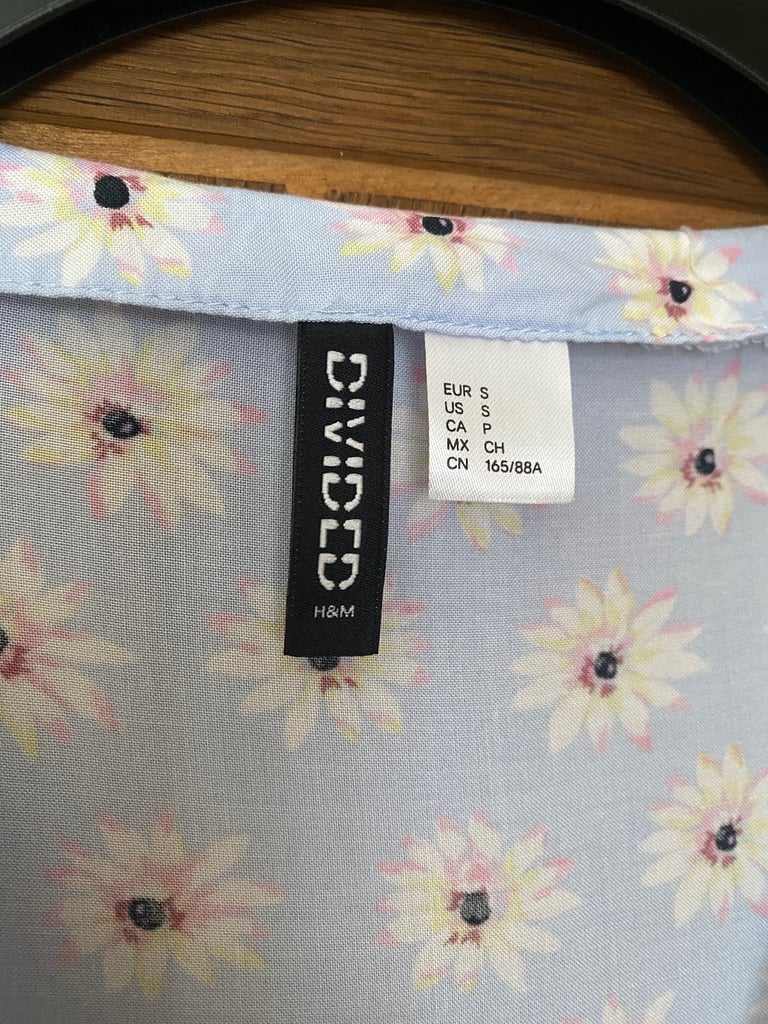 DIVIDED
H&M
EUR S
US S
CA P
MX CH
CN 165/88A